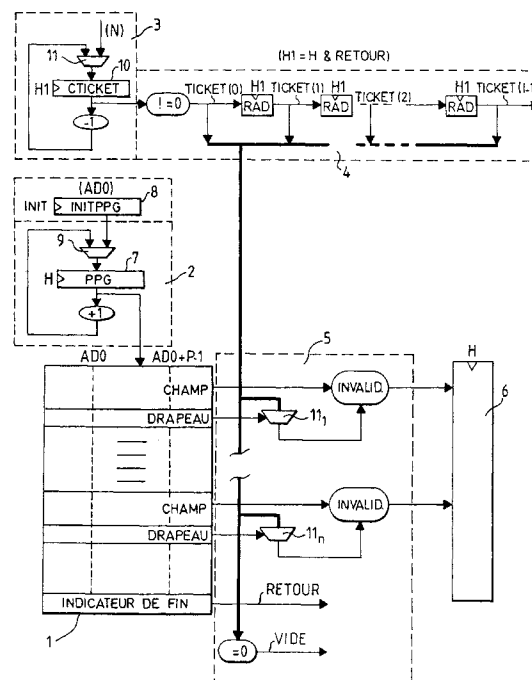 3
(N)
11
10
H1
CTICKET
-1
(H1 = H & RETOUR)
!=0
TICKET(0)
H1
RAD
TICKET(1)
H1
RAD
TICKET(2)
H1
RAD
TICKET(I-1)
4
(AD0)
8
INIT
INITPPG
9
7
2
H
PPG
+1
AD0
AD0+P-1
5
H
CHAMP
INVALID.
6
DRAPEAU
11₁
CHAMP
INVALID.
DRAPEAU
11ₙ
INDICATEUR DE FIN
RETOUR
1
=0
VIDE